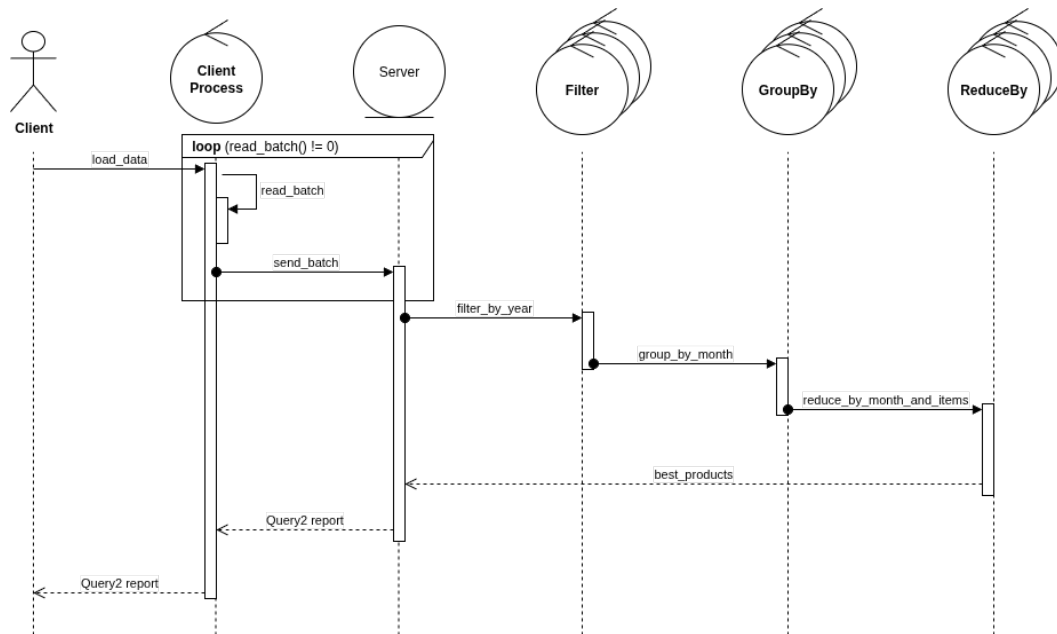 Client
Process
Server
Filter
GroupBy
ReduceBy
Client
loop (read_batch() != 0)
load_data
read_batch
send_batch
filter_by_year
group_by_month
reduce_by_month_and_items
best_products
Query2 report
Query2 report